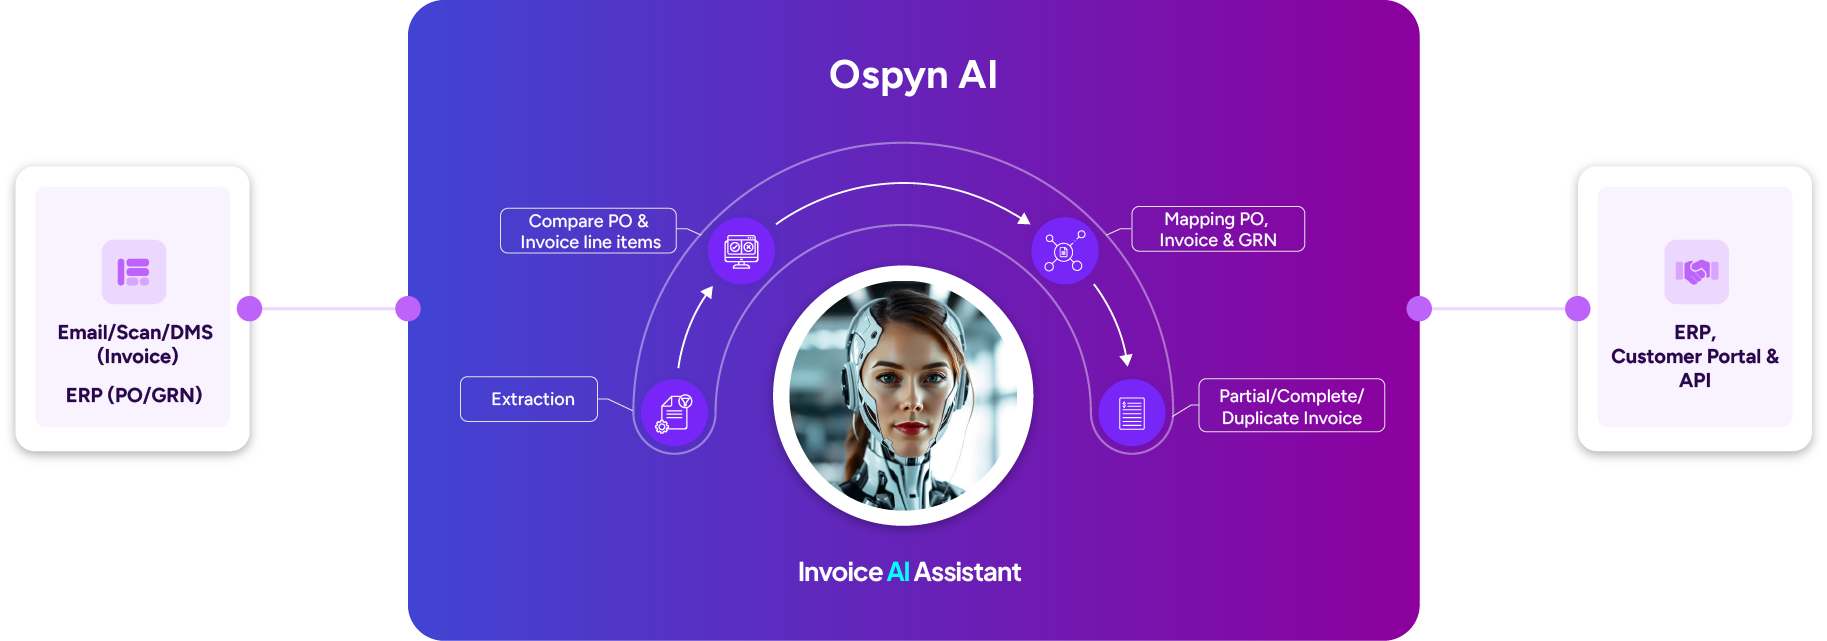 Ospyn AI
Email/Scan/DMS
(Invoice)
ERP (PO/GRN)
Extraction
Compare PO &
Invoice line items
Mapping PO,
Invoice & GRN
Partial/Complete/
Duplicate Invoice
Invoice AI Assistant
ERP,
Customer Portal &
API